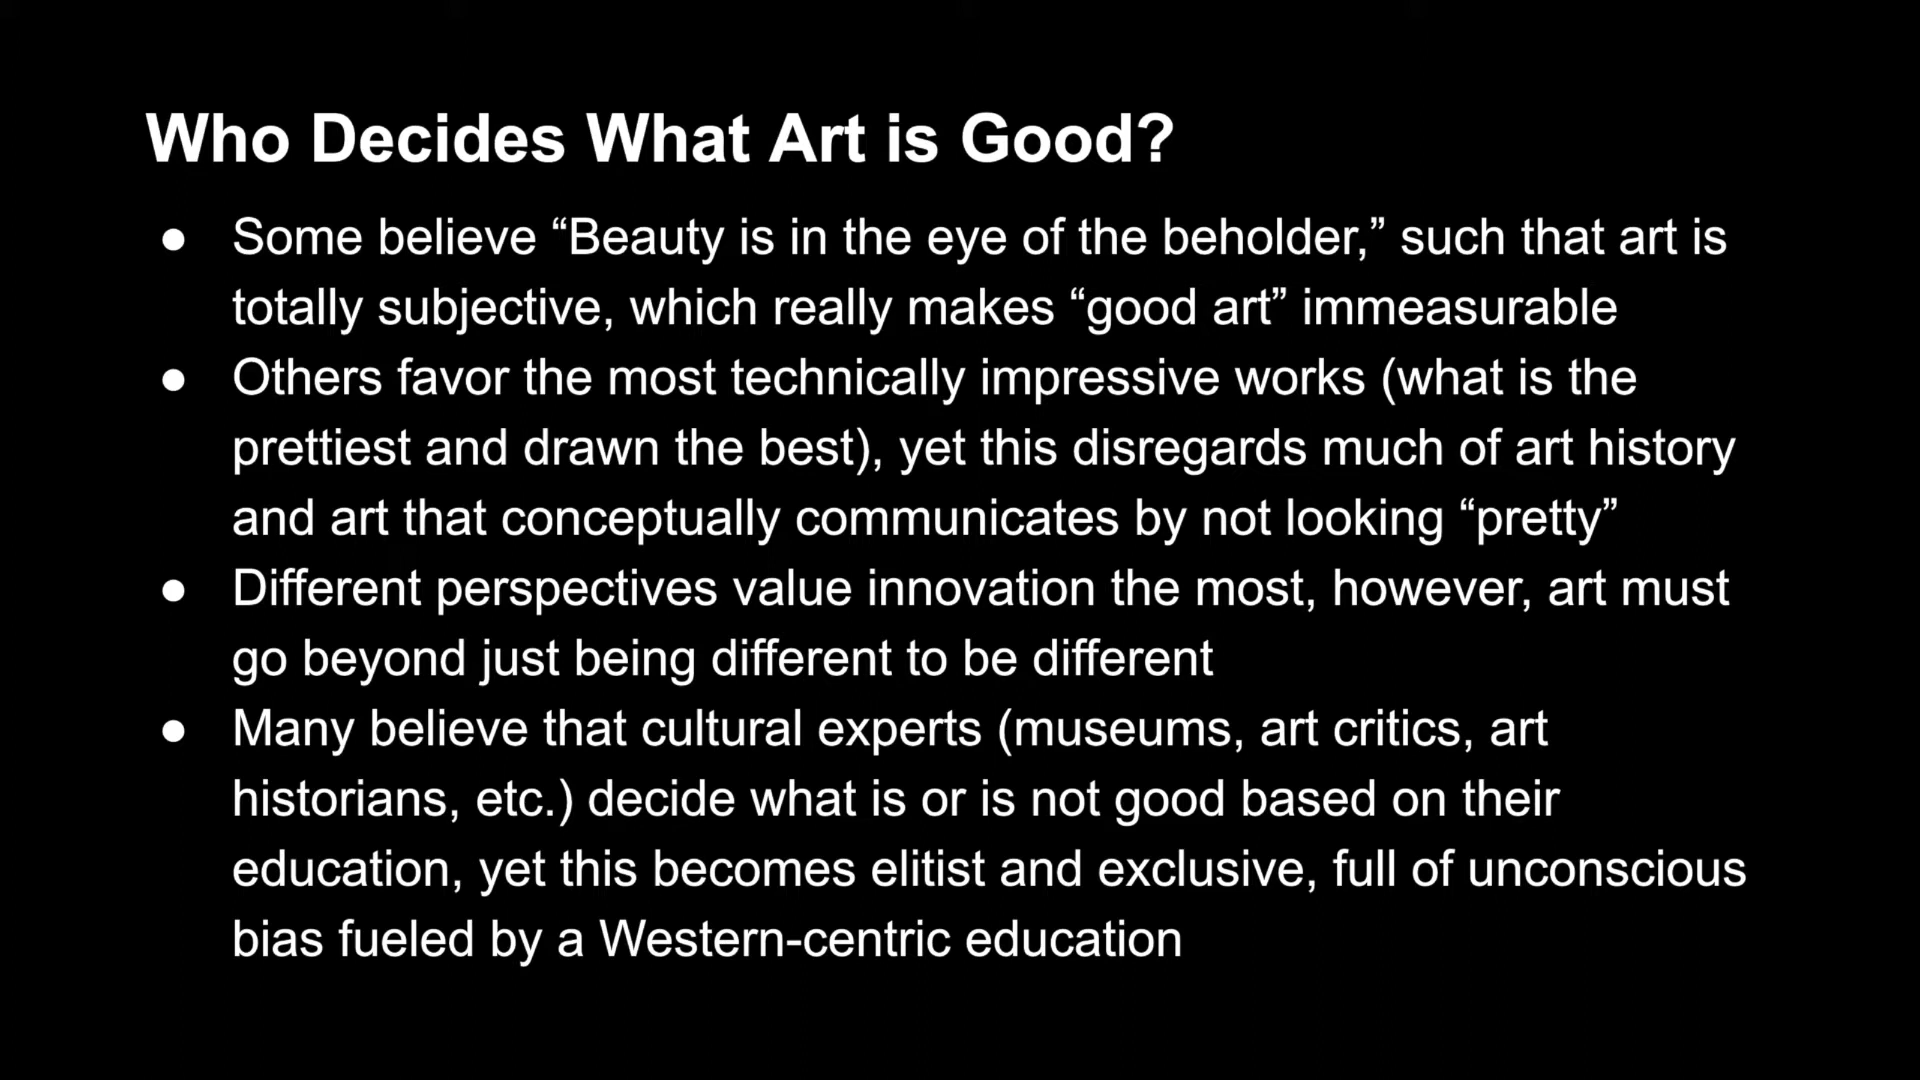 Who Decides What Art is Good?
● Some believe “Beauty is in the eye of the beholder,” such that art is
totally subjective, which really makes “good art” immeasurable
● Others favor the most technically impressive works (what is the
prettiest and drawn the best), yet this disregards much of art history
and art that conceptually communicates by not looking “pretty”
● Different perspectives value innovation the most, however, art must
go beyond just being different to be different
● Many believe that cultural experts (museums, art critics, art
historians, etc.) decide what is or is not good based on their
education, yet this becomes elitist and exclusive, full of unconscious
bias fueled by a Western-centric education